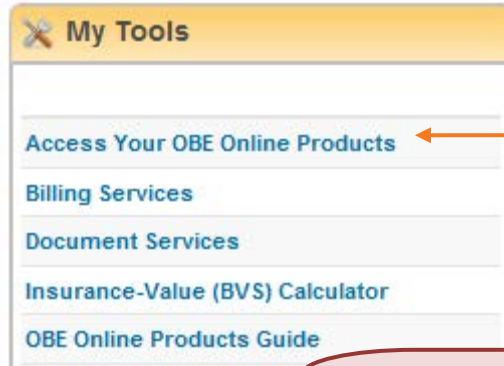 My Tools
Access Your OBE Online Products
Billing Services
Document Services
Insurance-Value (BVS) Calculator
OBE Online Products Guide